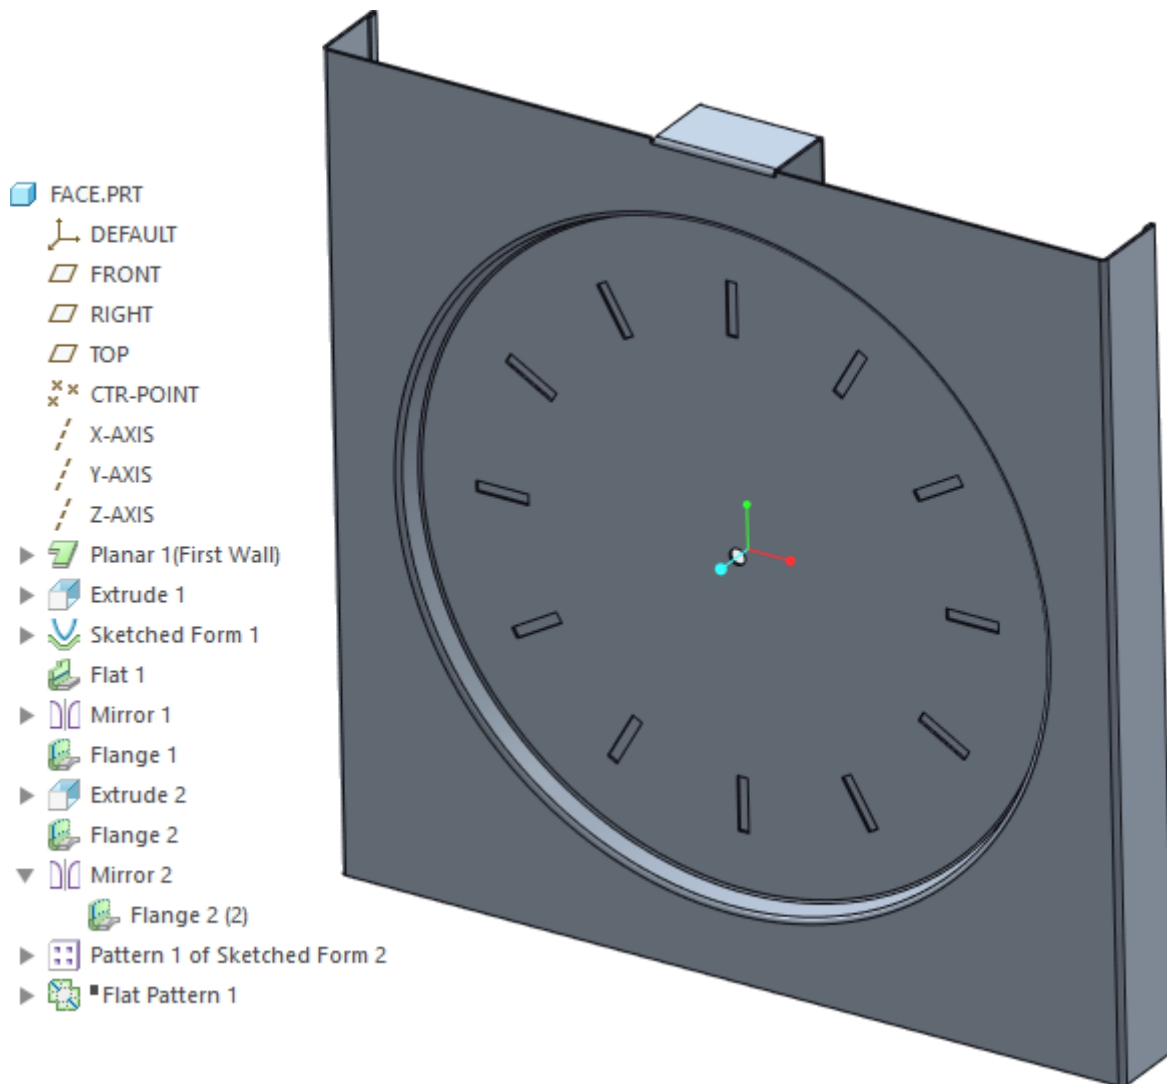 FACE.PRT
DEFAULT
FRONT
RIGHT
TOP
CTR-POINT
X-AXIS
Y-AXIS
Z-AXIS
Planar 1(First Wall)
Extrude 1
Sketched Form 1
Flat 1
Mirror 1
Flange 1
Extrude 2
Flange 2
Mirror 2
Flange 2 (2)
Pattern 1 of Sketched Form 2
Flat Pattern 1